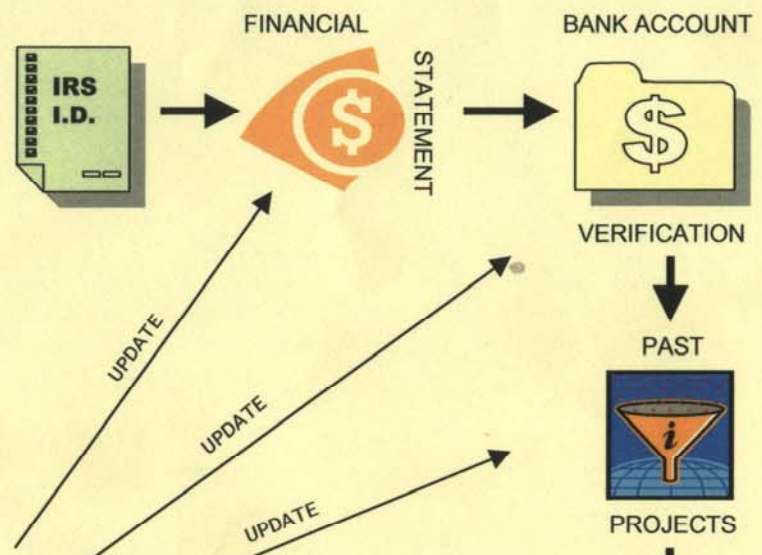 FINANCIAL
BANK ACCOUNT
IRS
I.D.
$
STATEMENT
$
VERIFICATION
UPDATE
PAST
UPDATE
i
PROJECTS
UPDATE